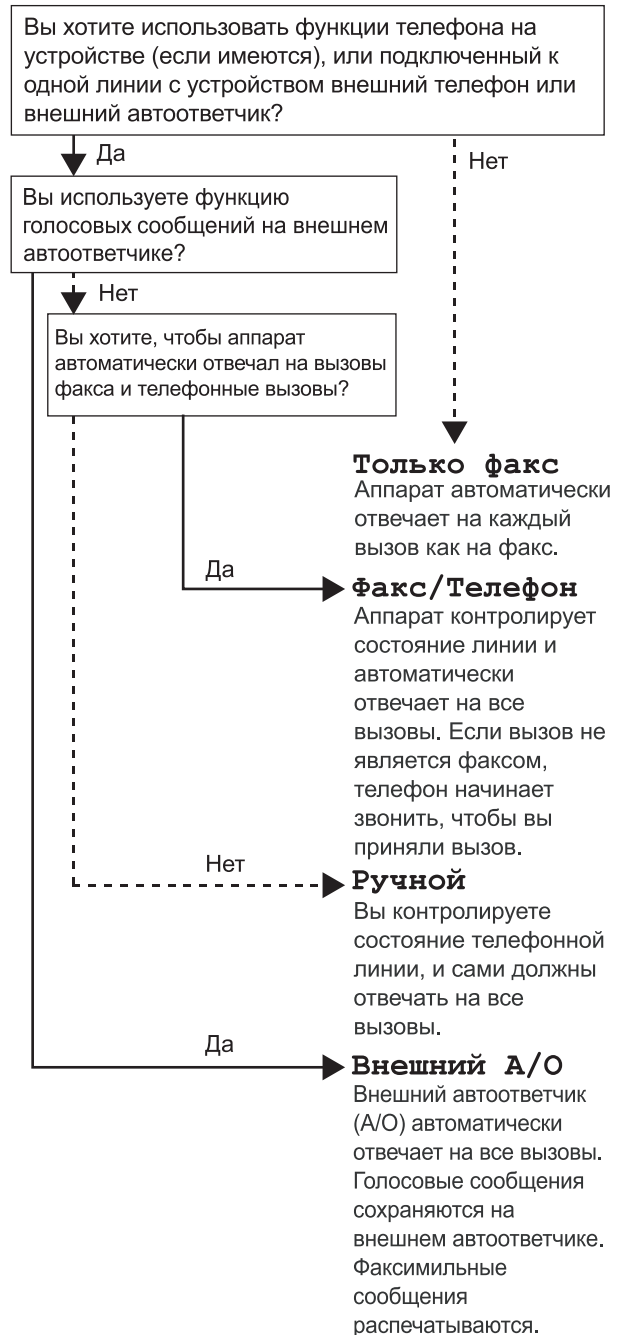 Вы хотите использовать функции телефона на
устройстве (если имеются), или подключенный к
одной линии с устройством внешний телефон или
внешний автоответчик?
Да
Нет
Вы используете функцию
голосовых сообщений на внешнем
автоответчике?
Нет
Вы хотите, чтобы аппарат
автоматически отвечал на вызовы
факса и телефонные вызовы?
Только факс
Аппарат автоматически
отвечает на каждый
вызов как на факс.
Да
Факс/Телефон
Аппарат контролирует
состояние линии и
автоматически
отвечает на все
вызовы. Если вызов не
является факсом,
телефон начинает
звонить, чтобы вы
приняли вызов.
Нет
Ручной
Вы контролируете
состояние телефонной
линии, и сами должны
отвечать на все
вызовы.
Да
Внешний А/О
Внешний автоответчик
(А/О) автоматически
отвечает на все вызовы.
Голосовые сообщения
сохраняются на
внешнем автоответчике.
Факсимильные
сообщения
распечатываются.